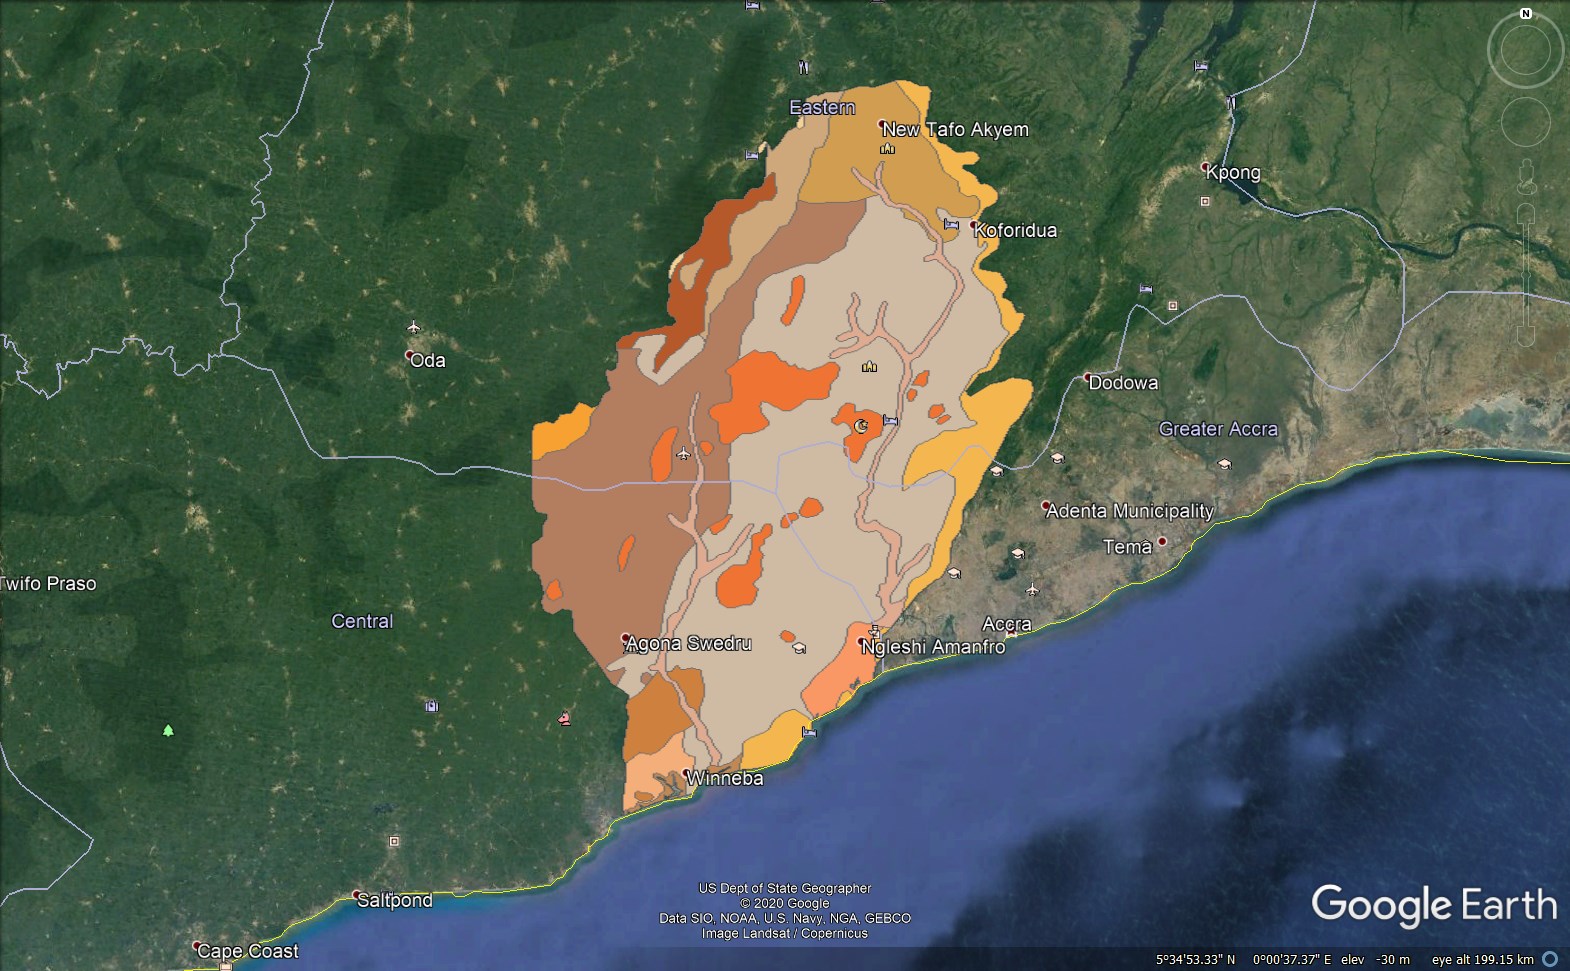 N
Eastern
New Tafo Akyem
Kpong
Koforidua
Oda
Dodowa
Greater Accra
Adenta Municipality
Tema
Twifo Praso
Central
Accra
Agona Swedru
Ngleshi Amanfro
Winneba
Saltpond
Cape Coast
US Dept of State Geographer
© 2020 Google
Data SIO, NOAA, U.S. Navy, NGA, GEBCO
Image Landsat / Copernicus
Google Earth
5°34'53.33" N 0°00'37.37" E elev -30 m eye alt 199.15 km